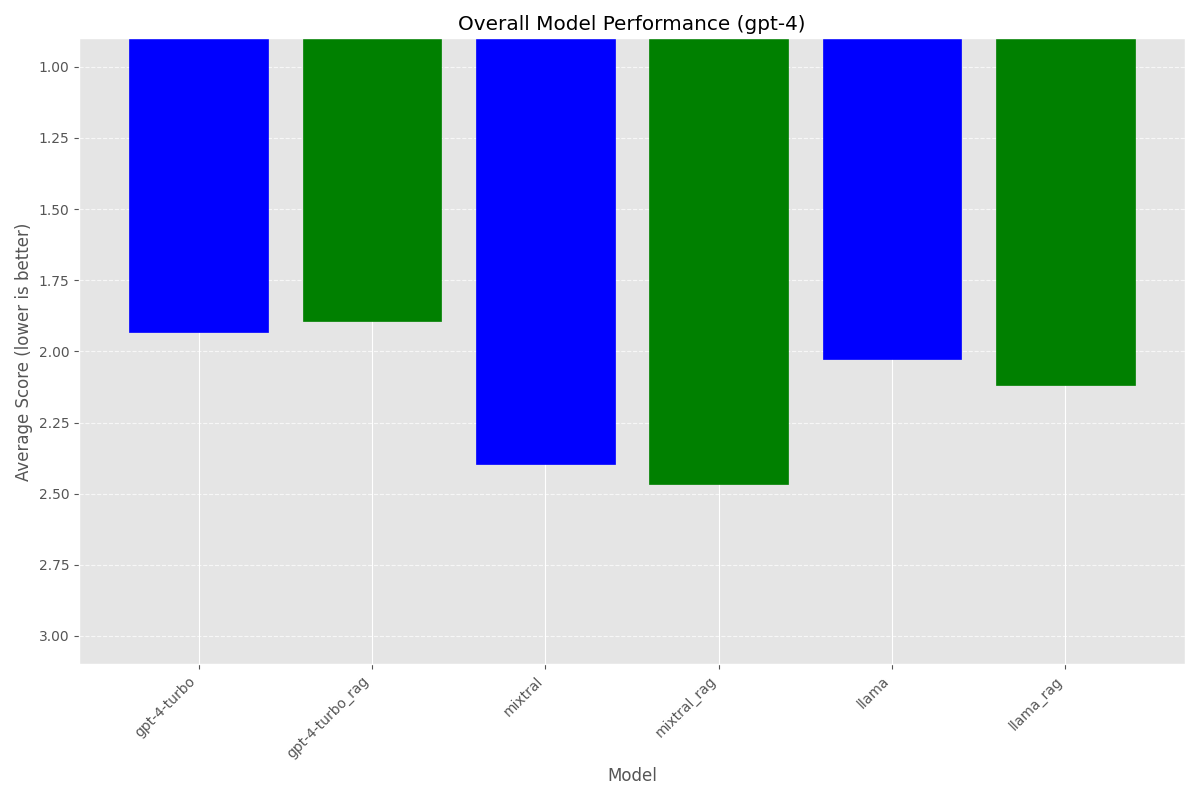 Overall Model Performance (gpt-4)
Average Score (lower is better)
1.00
1.25
1.50
1.75
2.00
2.25
2.50
2.75
3.00
gpt-4-turbo
gpt-4-turbo_rag
mixtral
mixtral_rag
llama
llama_rag
Model